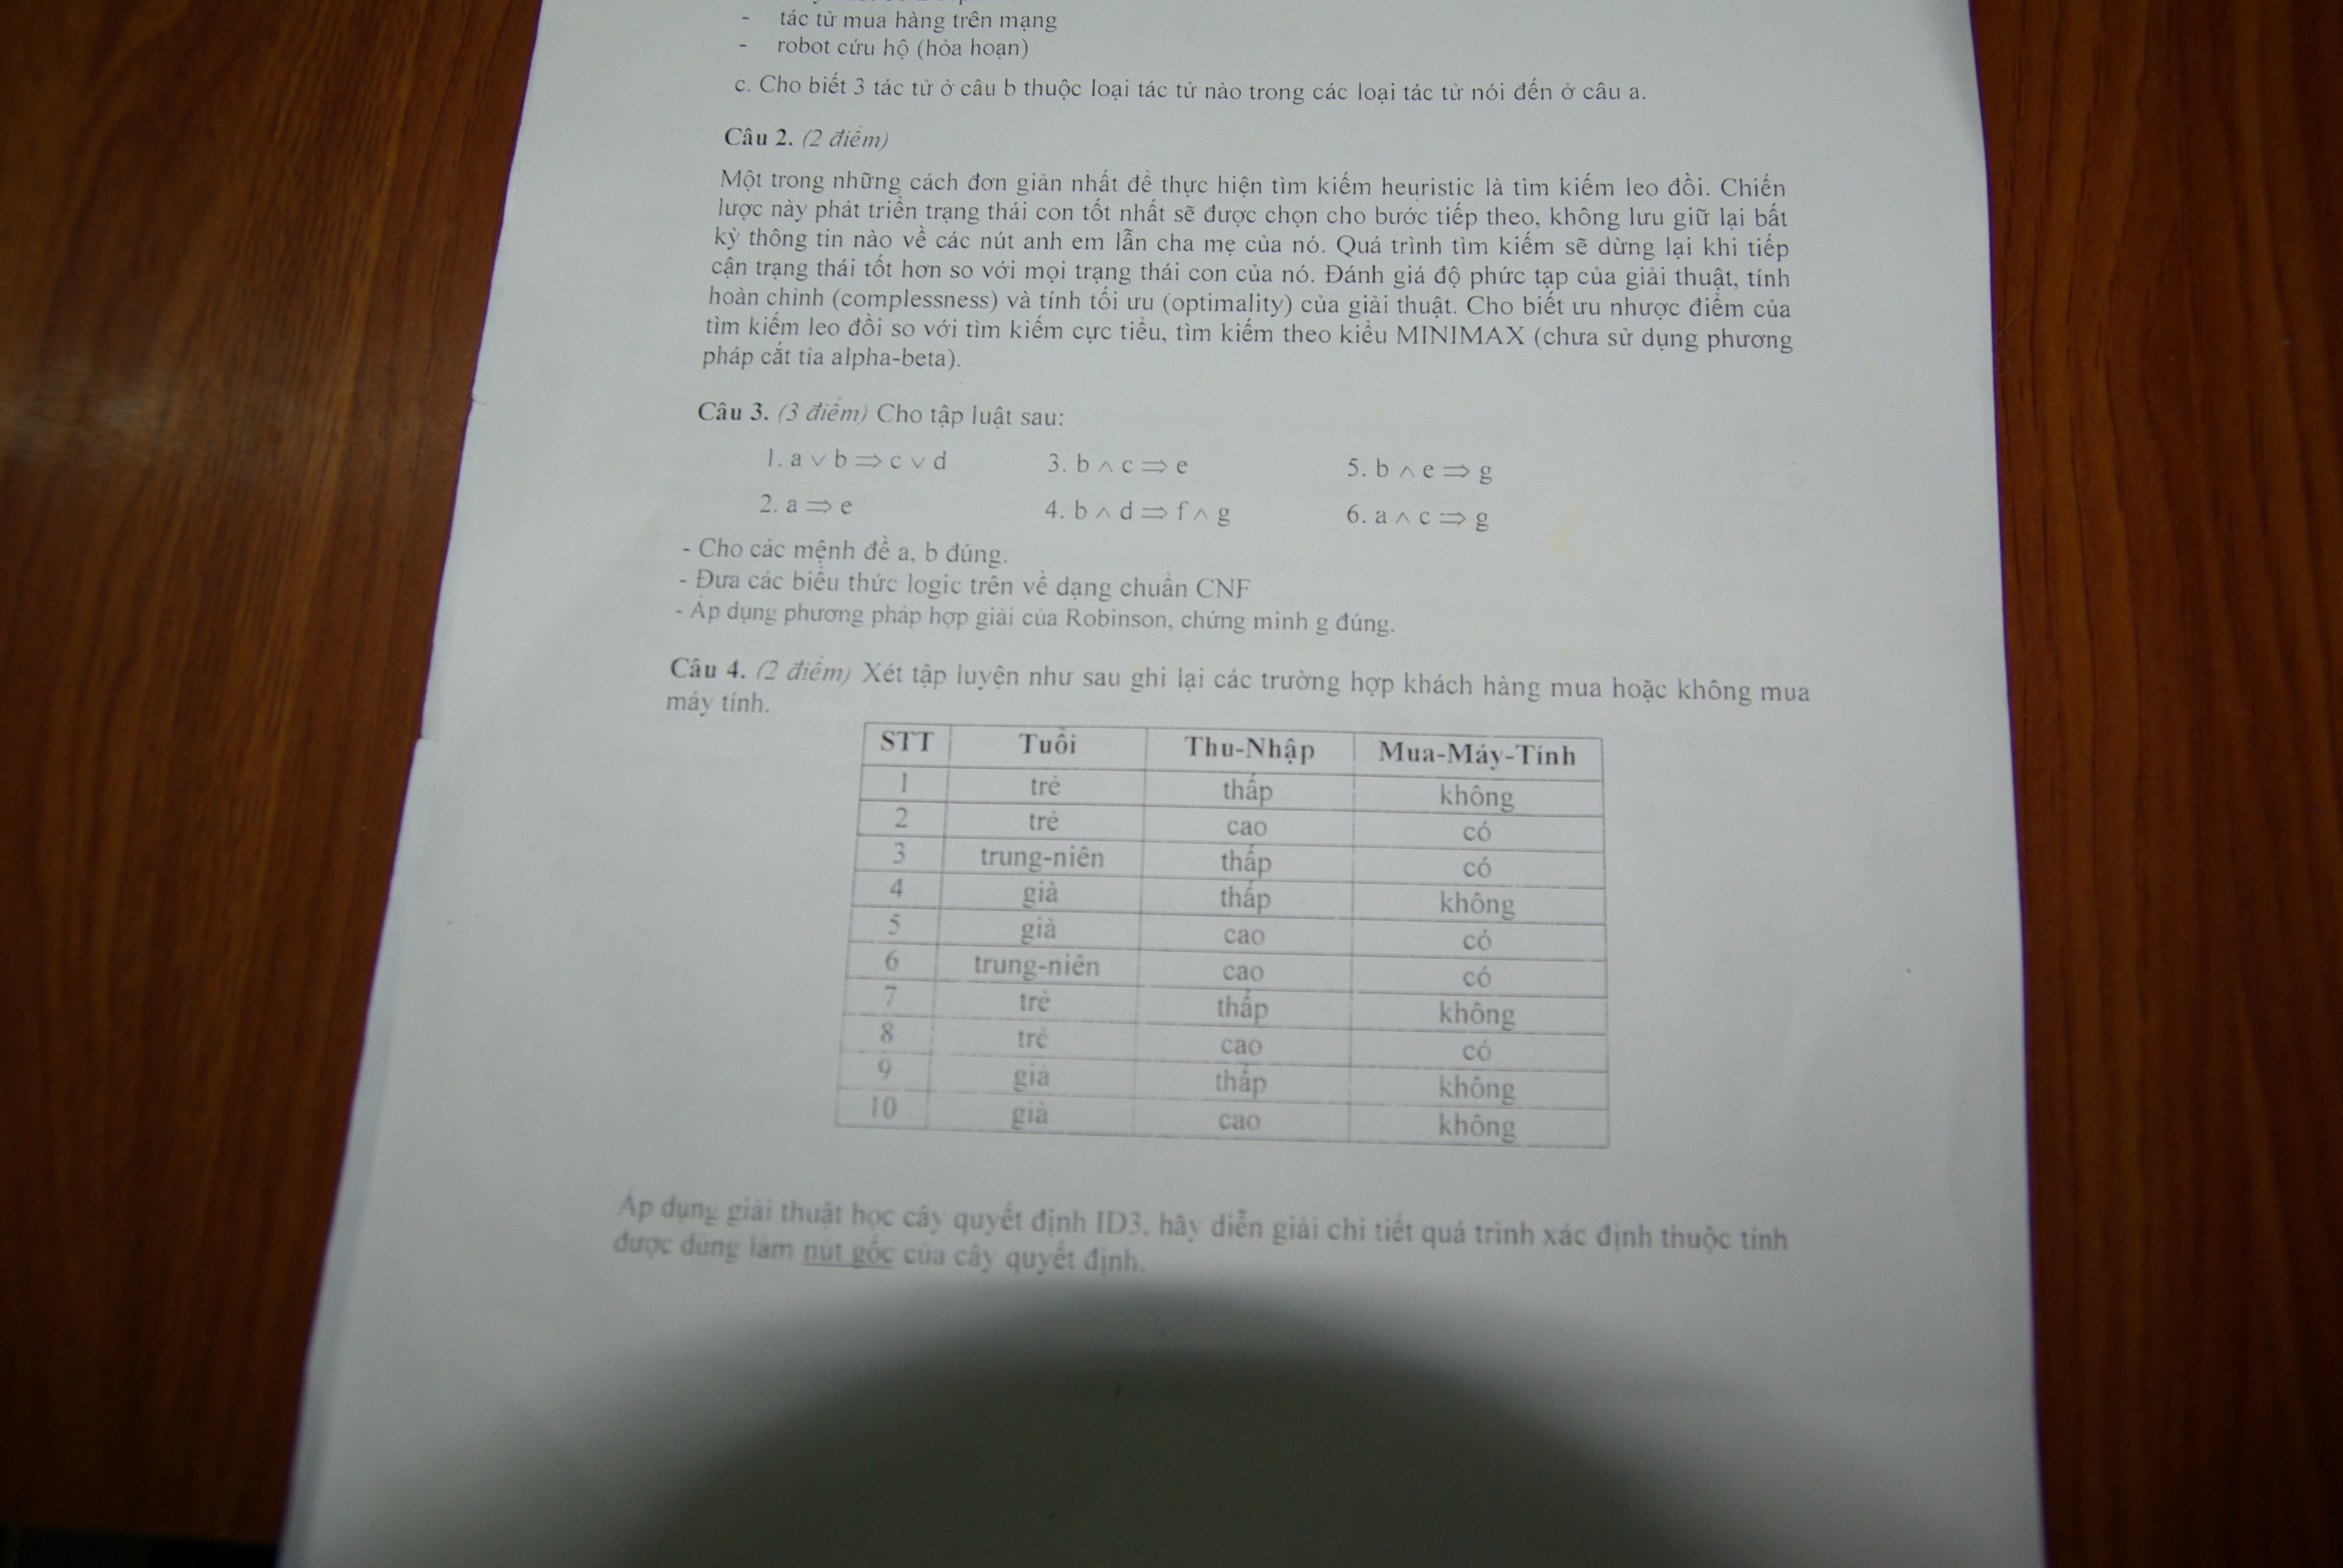 - tác tử mua hàng trên mạng
- robot cứu hộ (hỏa hoạn)
c. Cho biết 3 tác tử ở câu b thuộc loại tác tử nào trong các loại tác tử nói đến ở câu a.
Câu 2. (2 điểm)
Một trong những cách đơn giản nhất để thực hiện tìm kiếm heuristic là tìm kiếm leo đồi. Chiến
lược này phát triển trạng thái con tốt nhất sẽ được chọn cho bước tiếp theo, không lưu giữ lại bất
kỳ thông tin nào về các nút anh em lẫn cha mẹ của nó. Quá trình tìm kiếm sẽ dừng lại khi tiếp
cận trạng thái tốt hơn so với mọi trạng thái con của nó. Đánh giá độ phức tạp của giải thuật, tính
hoàn chỉnh (complessness) và tính tối ưu (optimality) của giải thuật. Cho biết ưu nhược điểm của
tìm kiếm leo đồi so với tìm kiếm cực tiểu, tìm kiếm theo kiểu MINIMAX (chưa sử dụng phương
pháp cắt tỉa alpha-beta).
Câu 3. (3 điểm) Cho tập luật sau:
1. a ∨ b ⇒ c ∨ d 3. b ∧ c ⇒ e 5. b ∧ e ⇒ g
2. a ⇒ e 4. b ∧ d ⇒ f ∧ g 6. a ∧ c ⇒ g
- Cho các mệnh đề a, b đúng.
- Đưa các biểu thức logic trên về dạng chuẩn CNF
- Áp dụng phương pháp hợp giải của Robinson, chứng minh g đúng.
Câu 4. (2 điểm) Xét tập luyện như sau ghi lại các trường hợp khách hàng mua hoặc không mua
máy tính.
STT Tuổi Thu-Nhập Mua-Máy-Tính
1 trẻ thấp không
2 trẻ cao có
3 trung-niên thấp có
4 già thấp không
5 già cao có
6 trung-niên cao có
7 trẻ thấp không
8 trẻ cao có
9 già thấp không
10 già cao không
Áp dụng giải thuật học cây quyết định ID3, hãy diễn giải chi tiết quá trình xác định thuộc tính
được dùng làm nút gốc của cây quyết định.